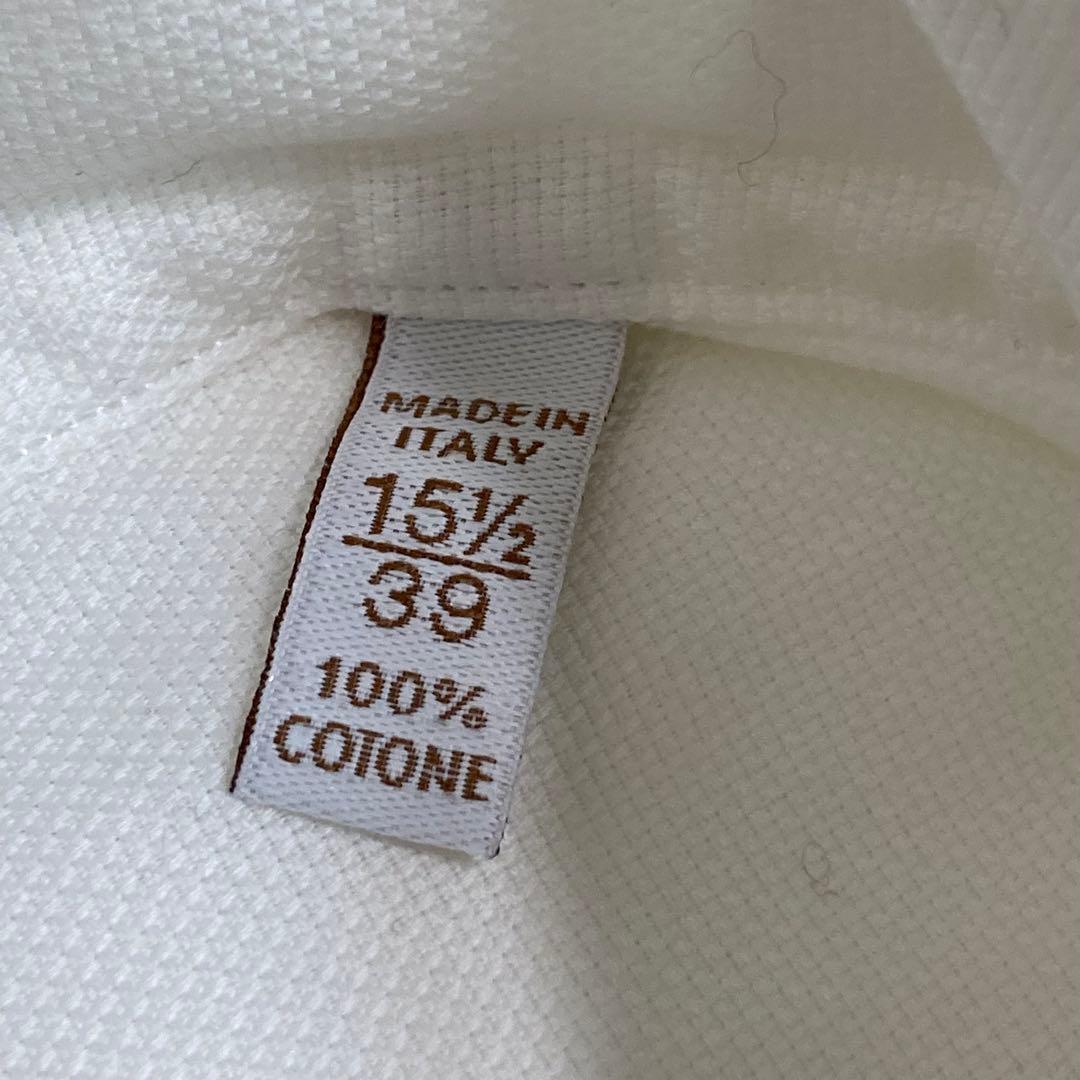 MADE IN
ITALY
15½
39
100%
COTONE